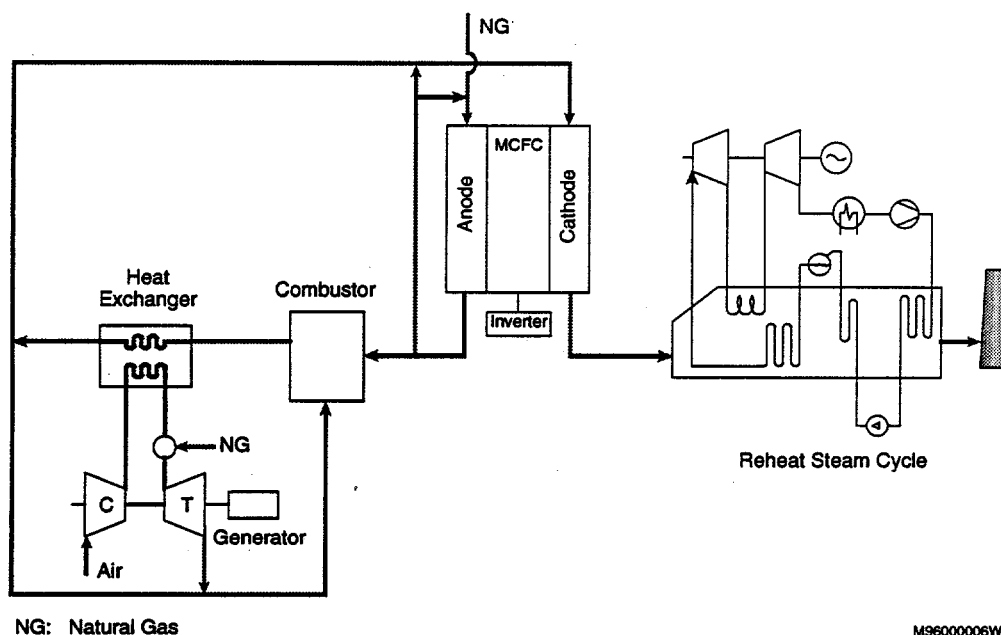 NG
MCFC
Anode
Cathode
Heat
Exchanger
Combustor
Inverter
NG
Reheat Steam Cycle
C
T
Generator
Air
NG: Natural Gas
M96000006W